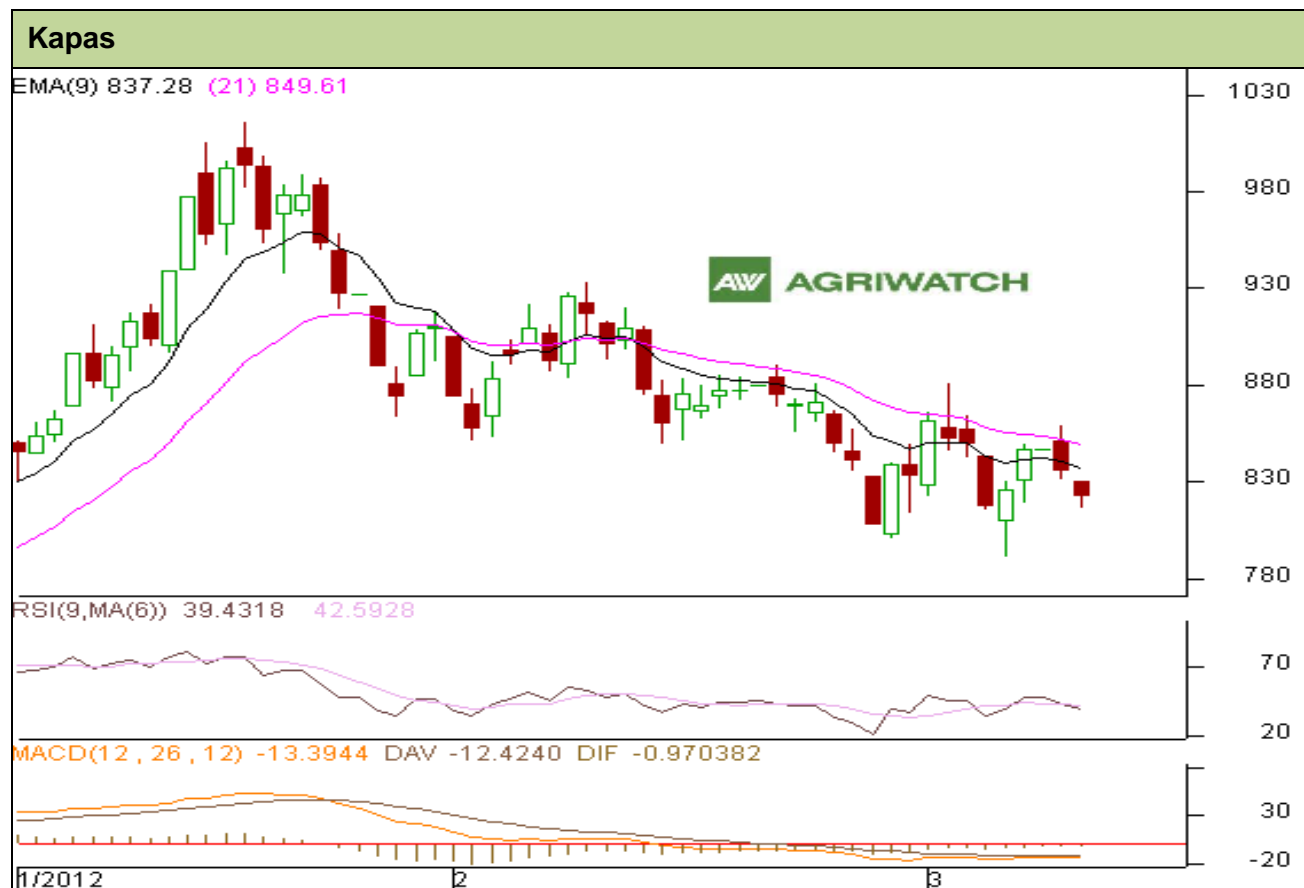 Kapas
EMA(9) 837.28 (21) 849.61
1030
980
AW AGRIWATCH
930
880
830
780
RSI(9,MA(6)) 39.4318 42.5928
70
20
MACD(12 , 26 , 12) -13.3944 DAV -12.4240 DIF -0.970382
30
-20
1/2012 2 3